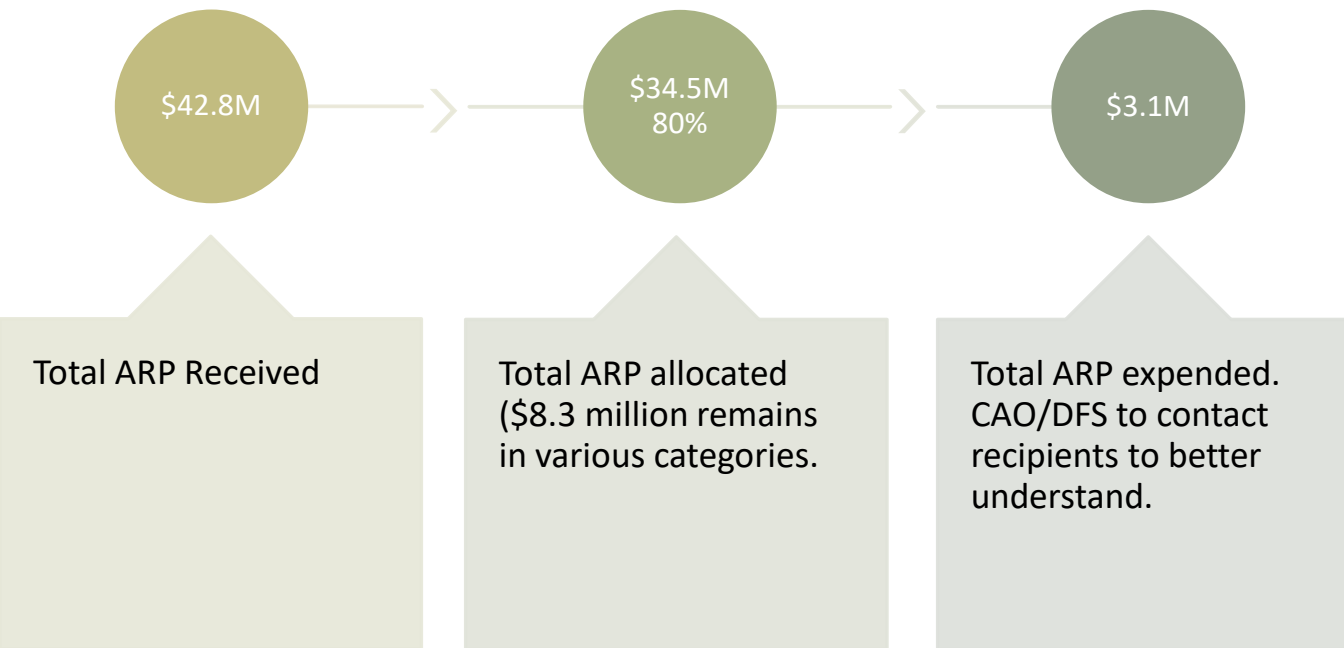 $42.8M
$34.5M
80%
$3.1M
Total ARP Received
Total ARP allocated
($8.3 million remains
in various categories.
Total ARP expended.
CAO/DFS to contact
recipients to better
understand.